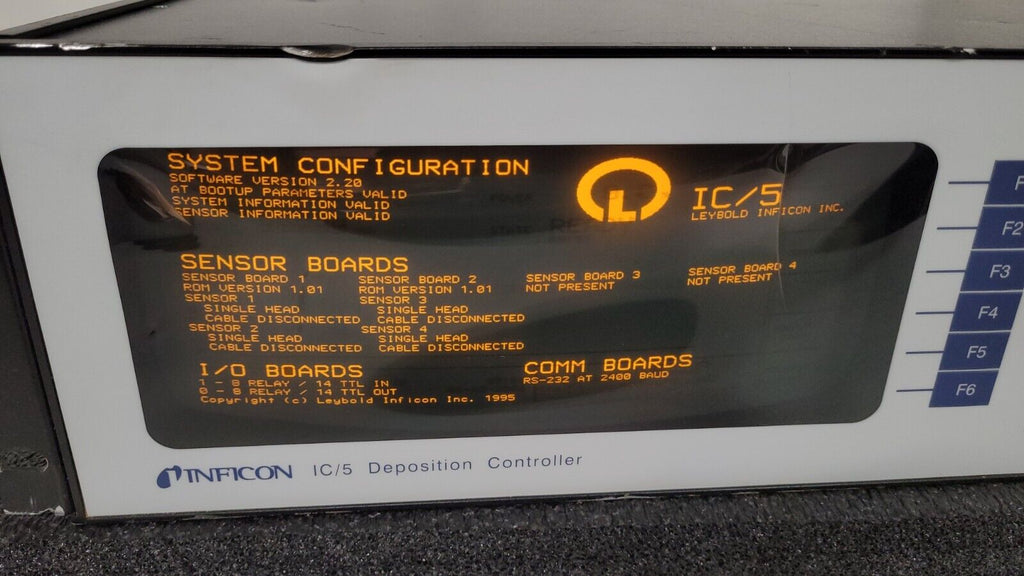 SYSTEM CONFIGURATION
SOFTWARE VERSION 2.20
AT BOOTUP PARAMETERS VALID
SYSTEM INFORMATION VALID
SENSOR INFORMATION VALID
L
IC/5
LEYBOLD INFICON INC.
SENSOR BOARDS
SENSOR BOARD 1
ROM VERSION 1.01
SENSOR 1
SINGLE HEAD
CABLE DISCONNECTED
SENSOR 2
SINGLE HEAD
CABLE DISCONNECTED
SENSOR BOARD 2
ROM VERSION 1.01
SENSOR 3
SINGLE HEAD
CABLE DISCONNECTED
SENSOR 4
SINGLE HEAD
CABLE DISCONNECTED
SENSOR BOARD 3
NOT PRESENT
SENSOR BOARD 4
NOT PRESENT
I/O BOARDS
1 - 8 RELAY / 14 TTL IN
2 - 8 RELAY / 14 TTL OUT
Copyright (c) Leybold Inficon Inc. 1995
COMM BOARDS
RS-232 AT 2400 BAUD
F2
F3
F4
F5
F6
INFICON IC/5 Deposition Controller